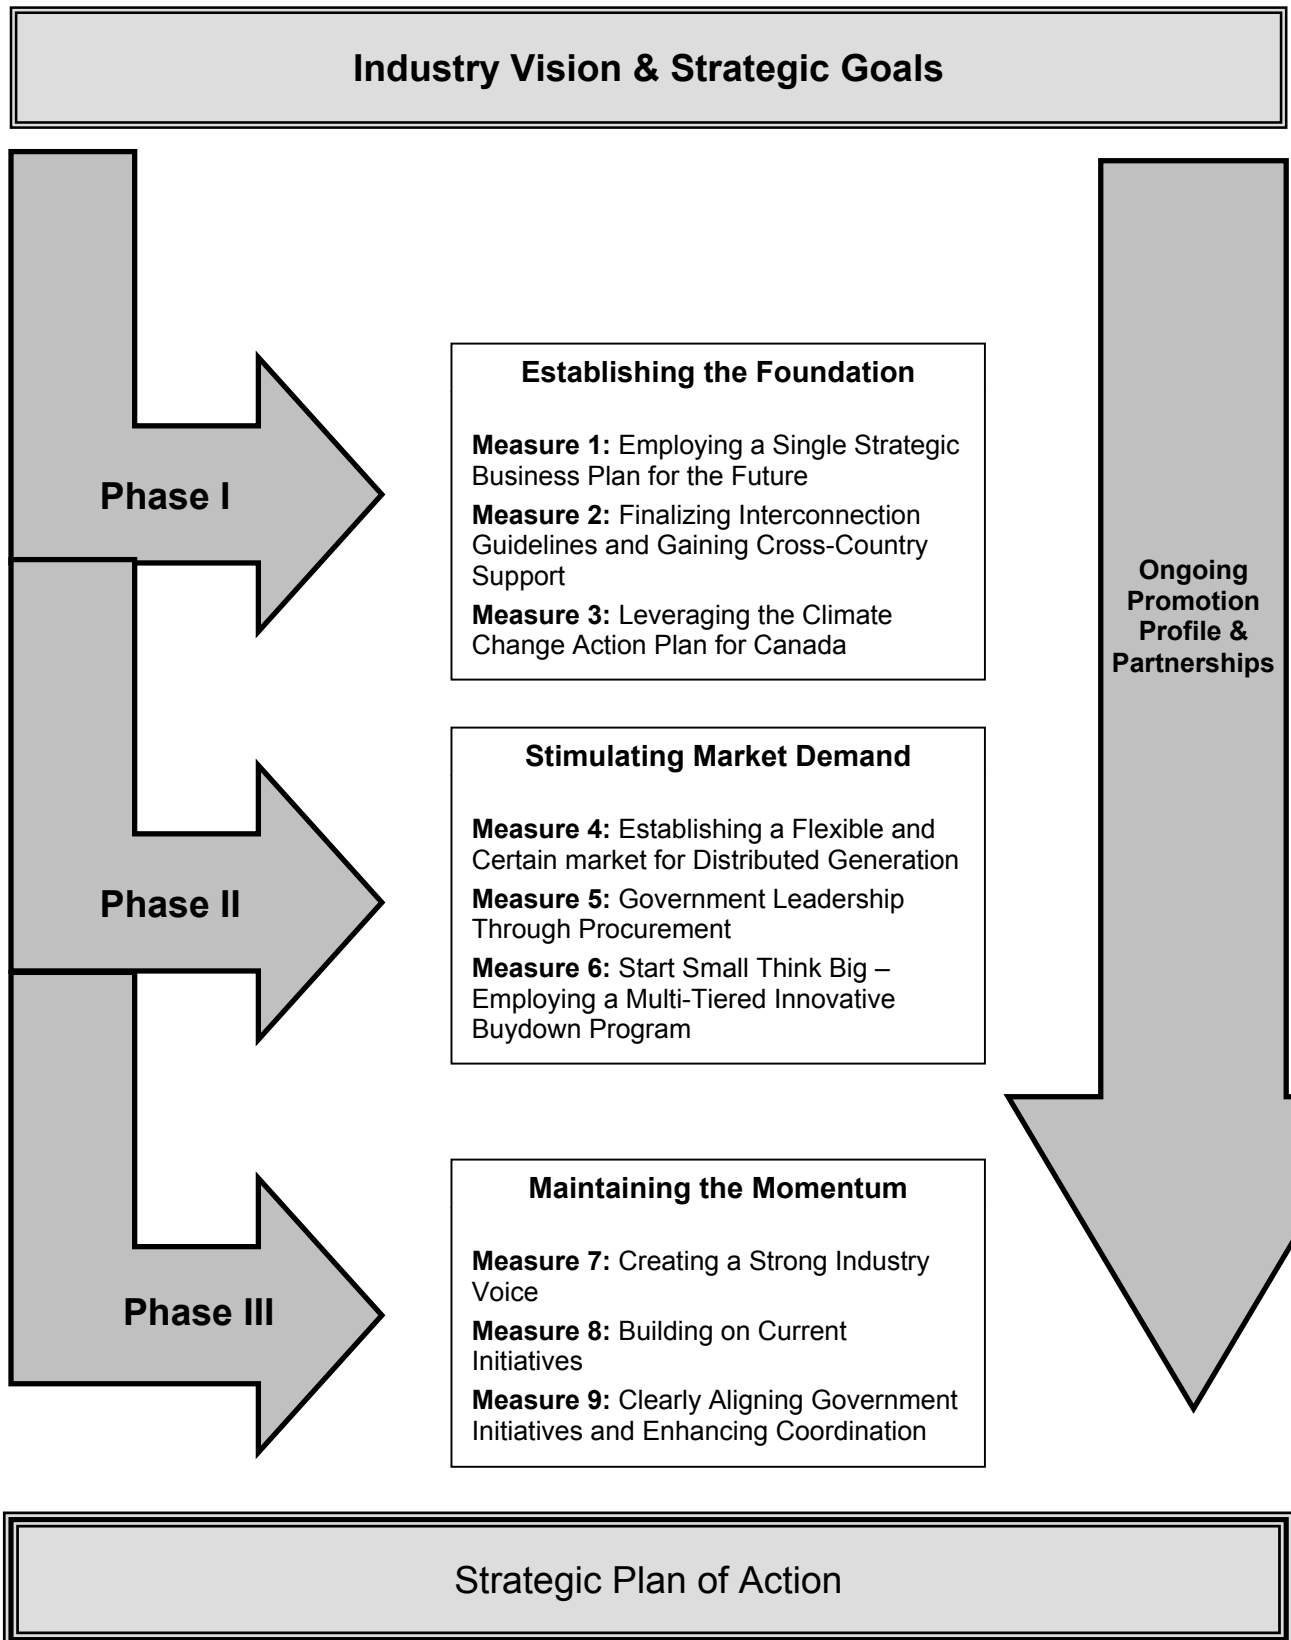 Industry Vision & Strategic Goals
Phase I
Establishing the Foundation
Measure 1: Employing a Single Strategic
Business Plan for the Future
Measure 2: Finalizing Interconnection
Guidelines and Gaining Cross-Country
Support
Measure 3: Leveraging the Climate
Change Action Plan for Canada
Ongoing
Promotion
Profile &
Partnerships
Phase II
Stimulating Market Demand
Measure 4: Establishing a Flexible and
Certain market for Distributed Generation
Measure 5: Government Leadership
Through Procurement
Measure 6: Start Small Think Big –
Employing a Multi-Tiered Innovative
Buydown Program
Phase III
Maintaining the Momentum
Measure 7: Creating a Strong Industry
Voice
Measure 8: Building on Current
Initiatives
Measure 9: Clearly Aligning Government
Initiatives and Enhancing Coordination
Strategic Plan of Action